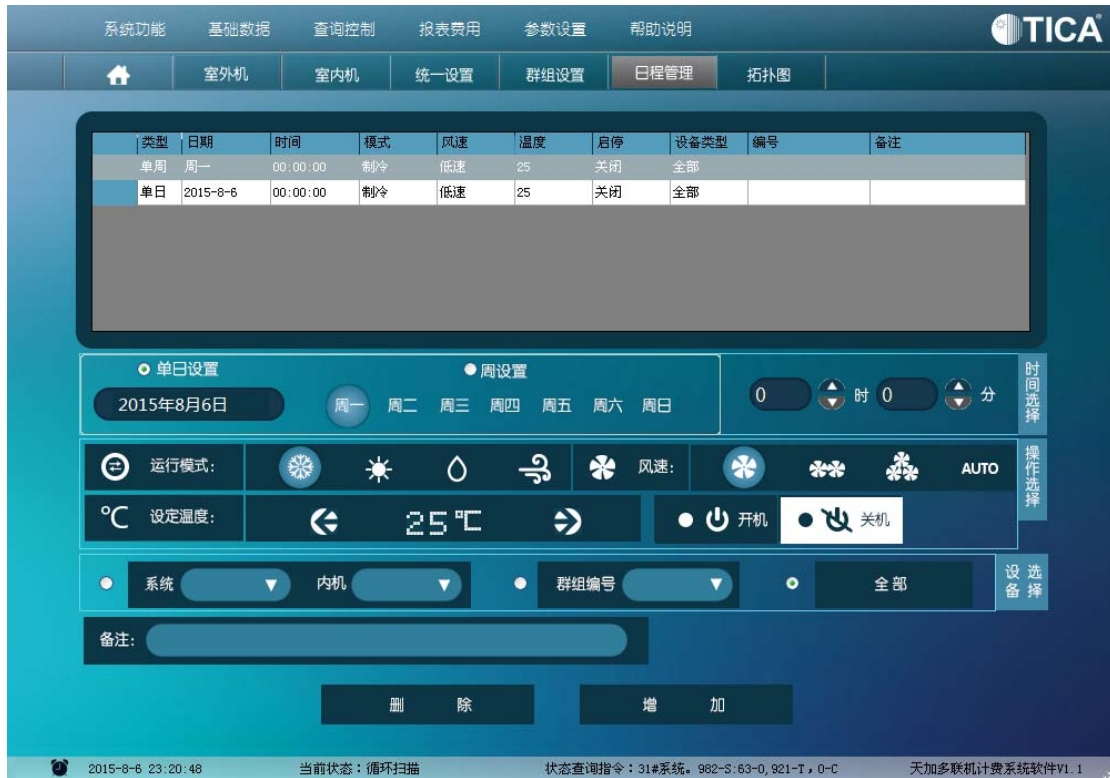 系统功能 基础数据 查询控制 报表费用 参数设置 帮助说明 TICA
室外机 室内机 统一设置 群组设置 日程管理 拓扑图
类型 日期 时间 模式 风速 温度 启停 设备类型 编号 备注
单周 周一 00:00:00 制冷 低速 25 关闭 全部
单日 2015-8-6 00:00:00 制冷 低速 25 关闭 全部
单日设置 周设置
2015年8月6日 周一 周二 周三 周四 周五 周六 周日 0 时 0 分
时间选择
运行模式: 风速: AUTO
操作选择
℃ 设定温度: 25℃ 开机 关机
系统 内机 群组编号 全部
设备选择
备注:
删 除 增 加
2015-8-6 23:20:48 当前状态：循环扫描 状态查询指令：31#系统。982-S:63-0,921-T，0-C 天加多联机计费系统软件V1.1